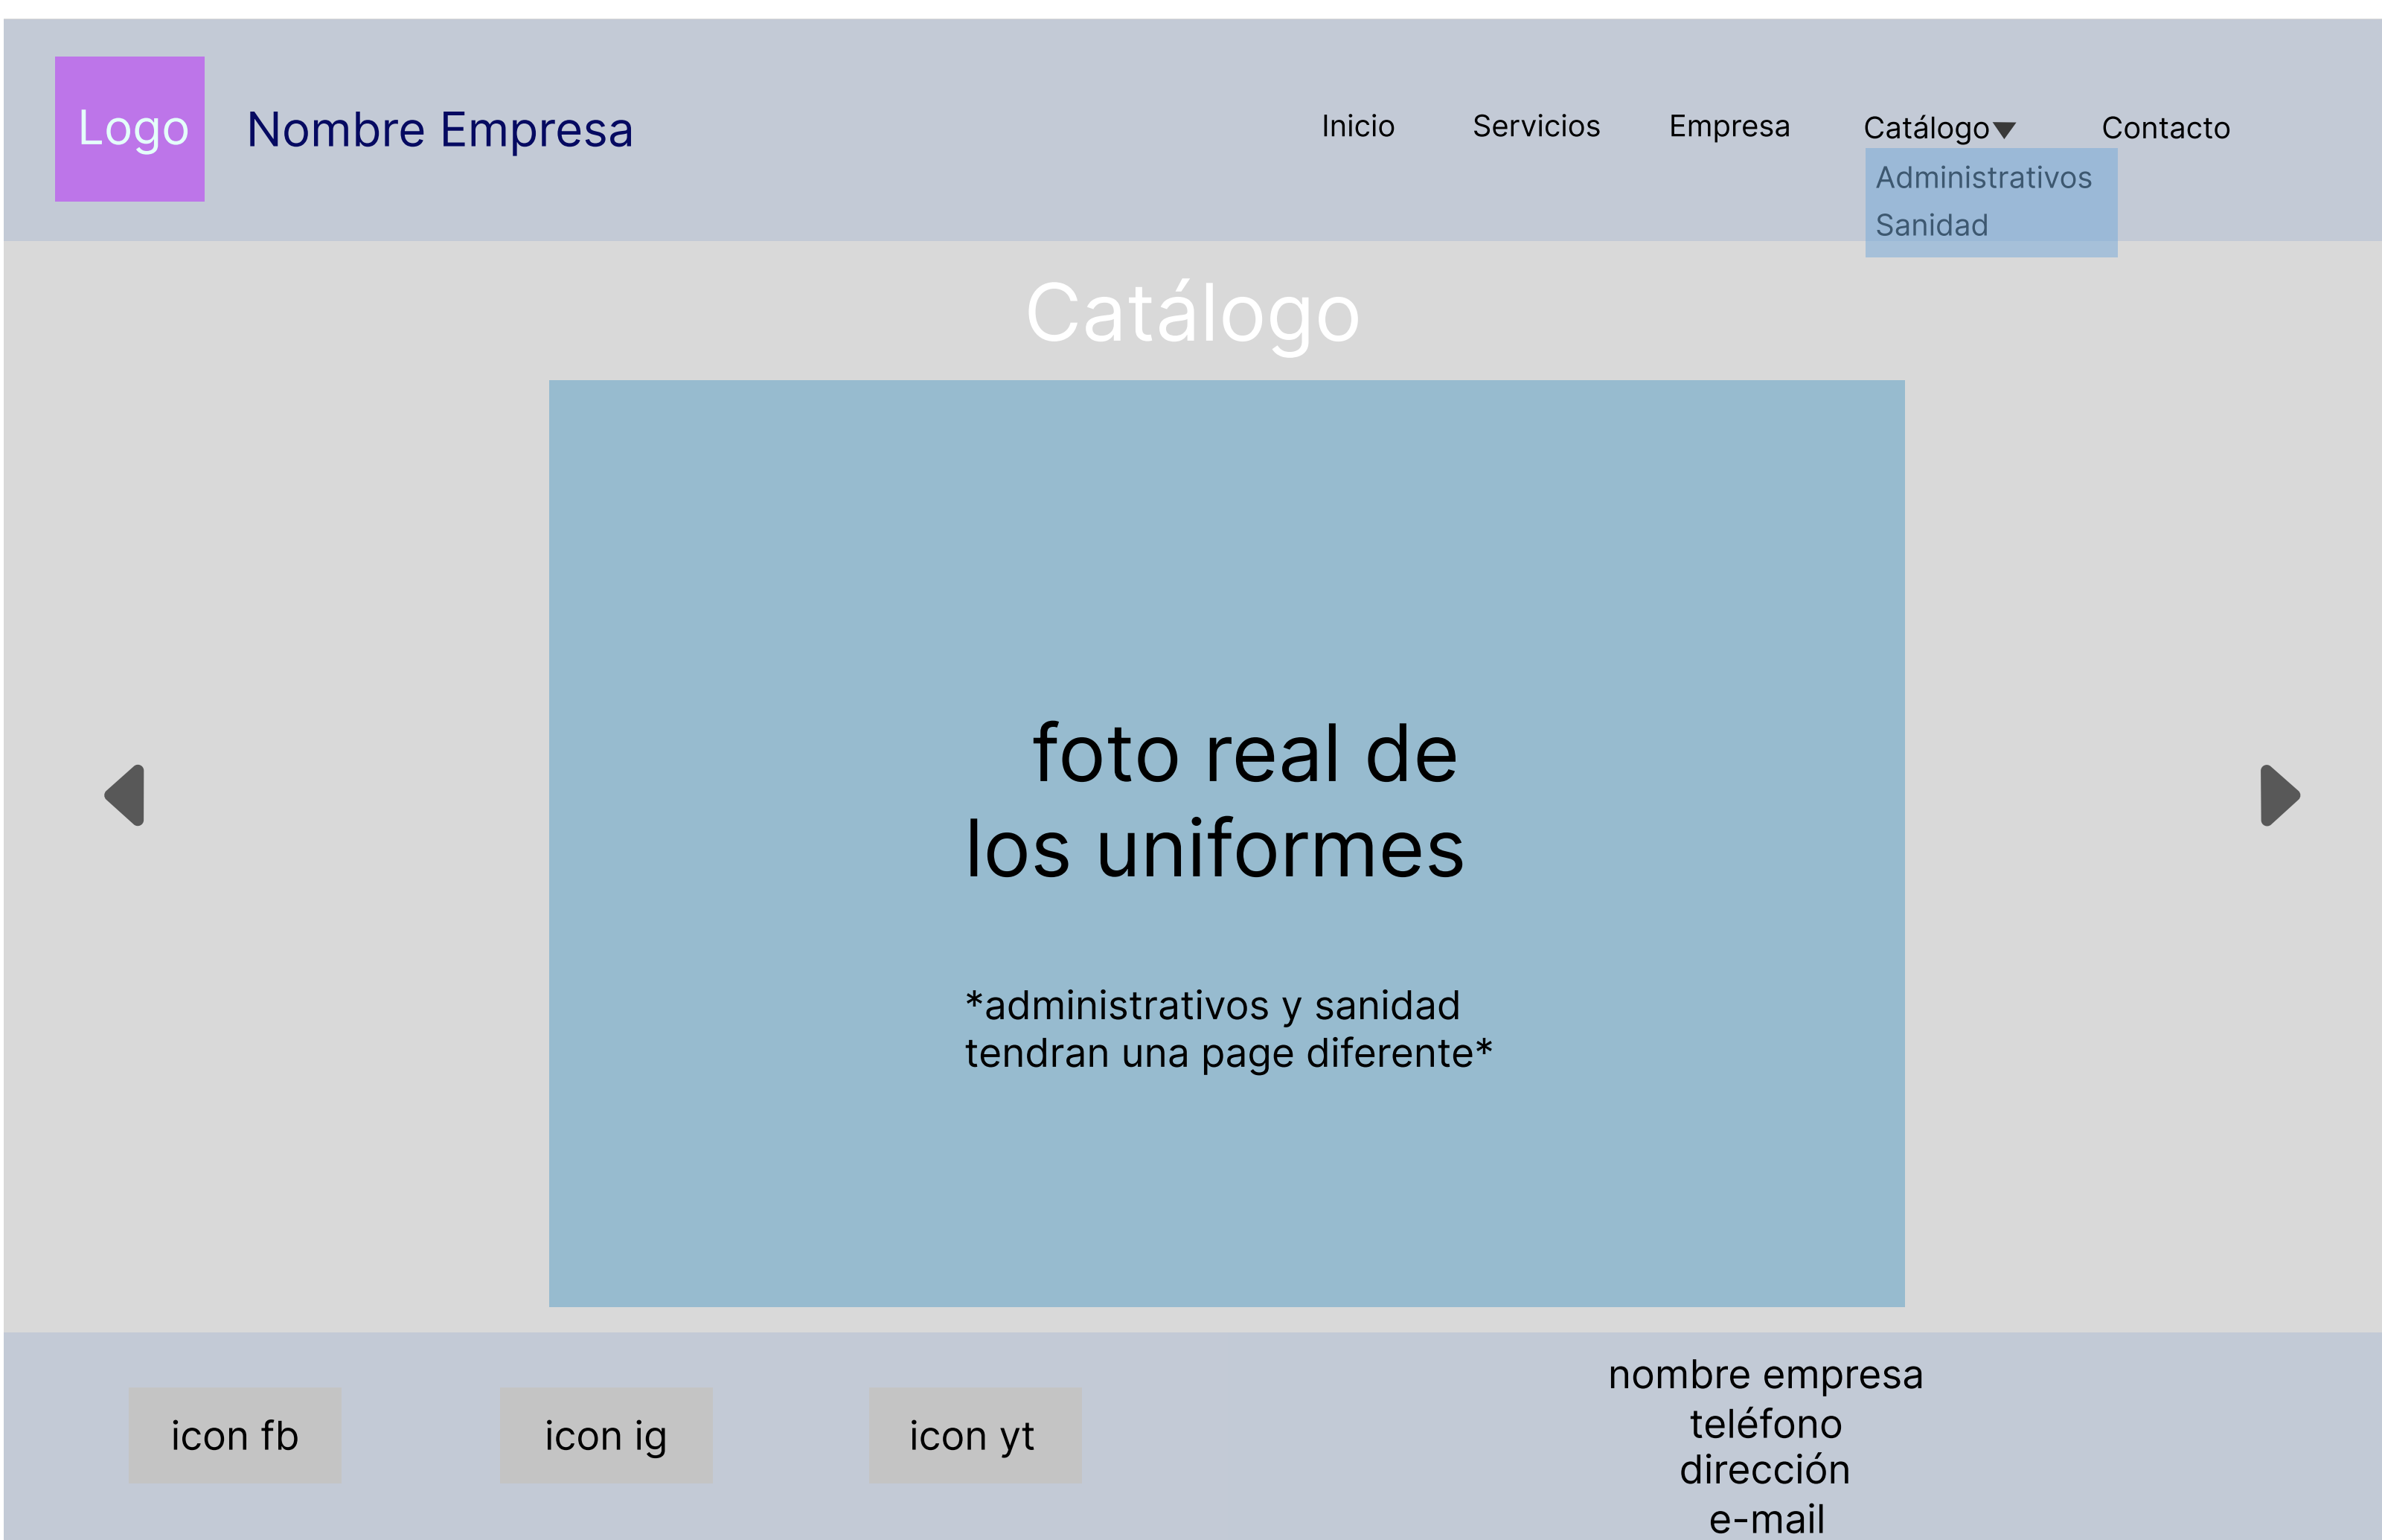 Logo
Nombre Empresa
Inicio
Servicios
Empresa
Catálogo
Contacto
Administrativos
Sanidad
Catálogo
foto real de
los uniformes
*administrativos y sanidad
tendran una page diferente*
icon fb
icon ig
icon yt
nombre empresa
teléfono
dirección
e-mail